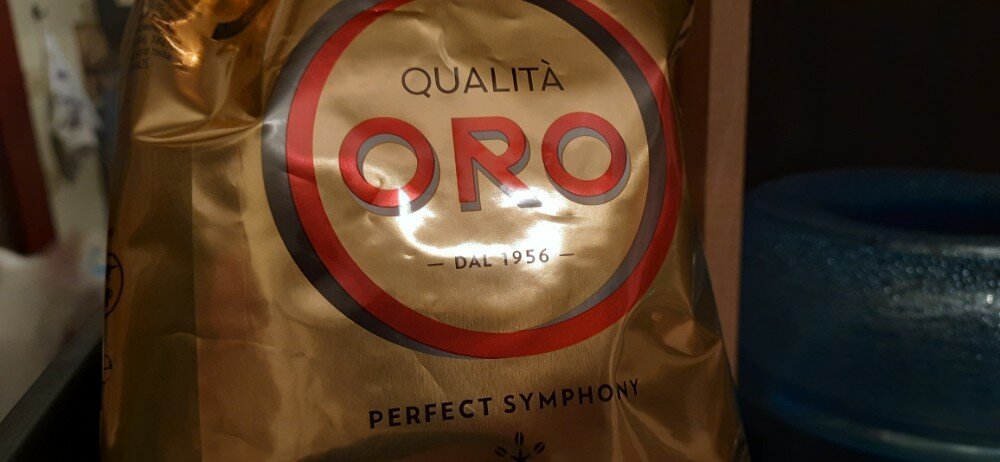 QUALITÀ
ORO
— DAL 1956 —
PERFECT SYMPHONY